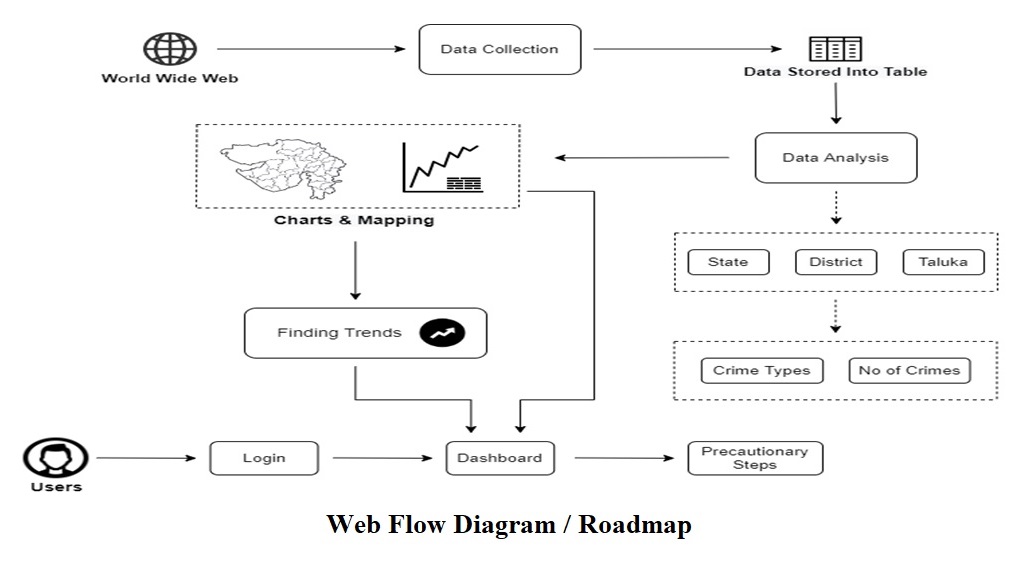 World Wide Web
Data Collection
Data Stored Into Table
Data Analysis
Charts & Mapping
State
District
Taluka
Finding Trends
Crime Types
No of Crimes
Users
Login
Dashboard
Precautionary
Steps
Web Flow Diagram / Roadmap